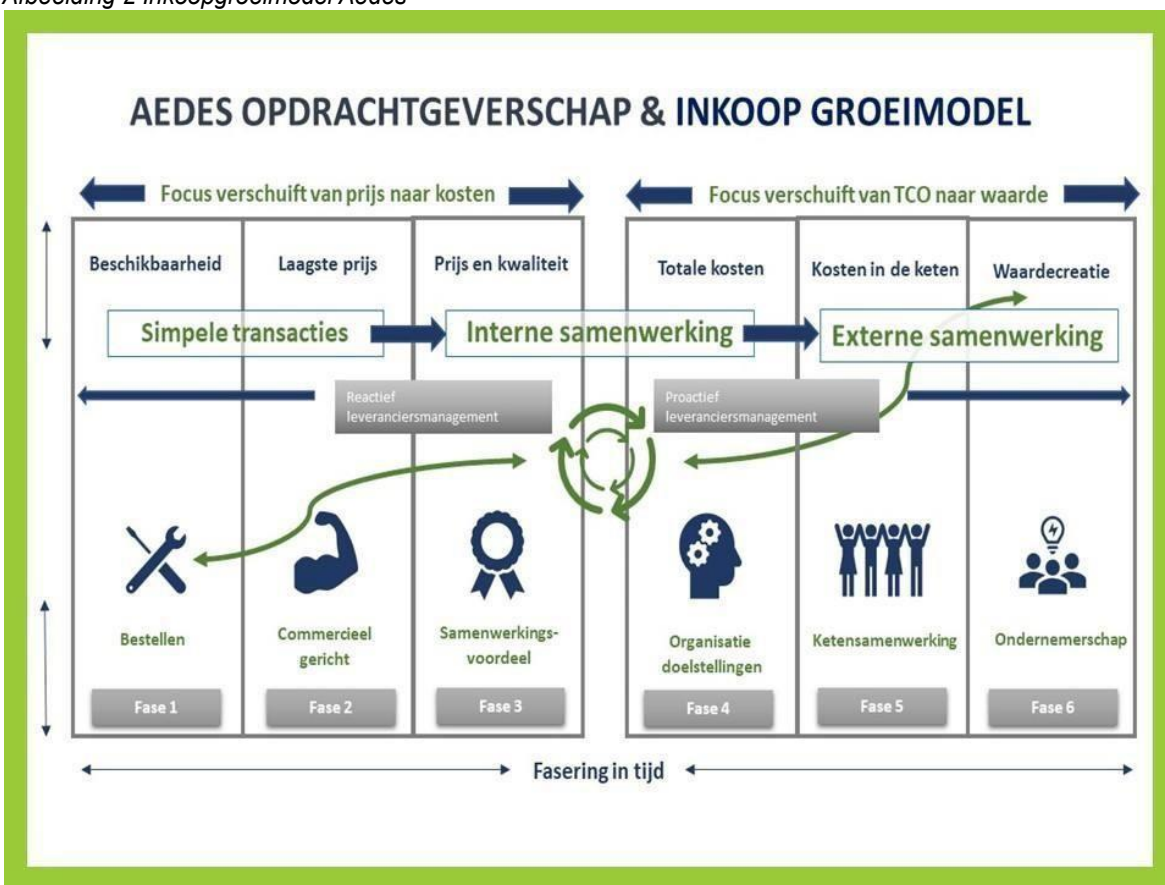 Afbeelding 2 Inkoopgroeimodel Aedes
AEDES OPDRACHTGEVERSCHAP & INKOOP GROEIMODEL
Focus verschuift van prijs naar kosten
Focus verschuift van TCO naar waarde
Beschikbaarheid
Laagste prijs
Prijs en kwaliteit
Totale kosten
Kosten in de keten
Waardecreatie
Simpele transacties
Interne samenwerking
Externe samenwerking
Reactief
leveranciersmanagement
Proactief
leveranciersmanagement
Bestellen
Commercieel
gericht
Samenwerkings-
voordeel
Organisatie
doelstellingen
Ketensamenwerking
Ondernemerschap
Fase 1
Fase 2
Fase 3
Fase 4
Fase 5
Fase 6
Fasering in tijd